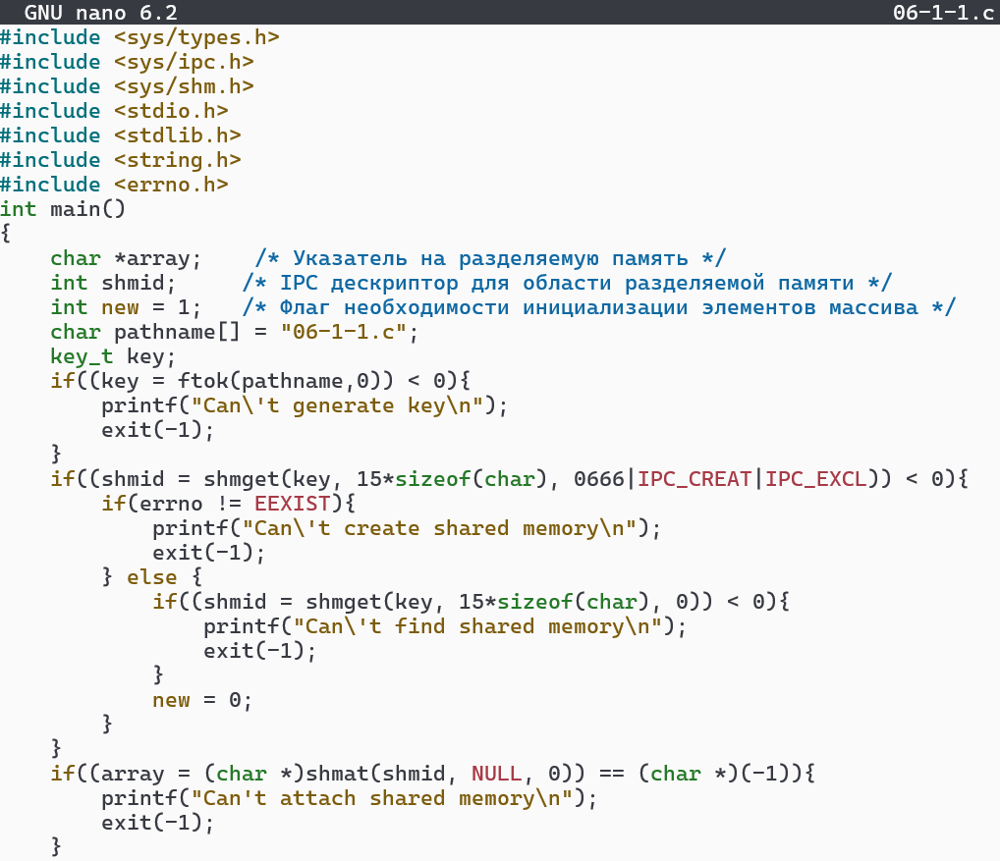 GNU nano 6.2 06-1-1.c
#include <sys/types.h>
#include <sys/ipc.h>
#include <sys/shm.h>
#include <stdio.h>
#include <stdlib.h>
#include <string.h>
#include <errno.h>
int main()
{
    char *array;    /* Указатель на разделяемую память */
    int shmid;     /* IPC дескриптор для области разделяемой памяти */
    int new = 1;   /* Флаг необходимости инициализации элементов массива */
    char pathname[] = "06-1-1.c";
    key_t key;
    if((key = ftok(pathname,0)) < 0){
        printf("Can\'t generate key\n");
        exit(-1);
    }
    if((shmid = shmget(key, 15*sizeof(char), 0666|IPC_CREAT|IPC_EXCL)) < 0){
        if(errno != EEXIST){
            printf("Can\'t create shared memory\n");
            exit(-1);
        } else {
            if((shmid = shmget(key, 15*sizeof(char), 0)) < 0){
                printf("Can\'t find shared memory\n");
                exit(-1);
            }
            new = 0;
        }
    }
    if((array = (char *)shmat(shmid, NULL, 0)) == (char *)(-1)){
        printf("Can't attach shared memory\n");
        exit(-1);
    }